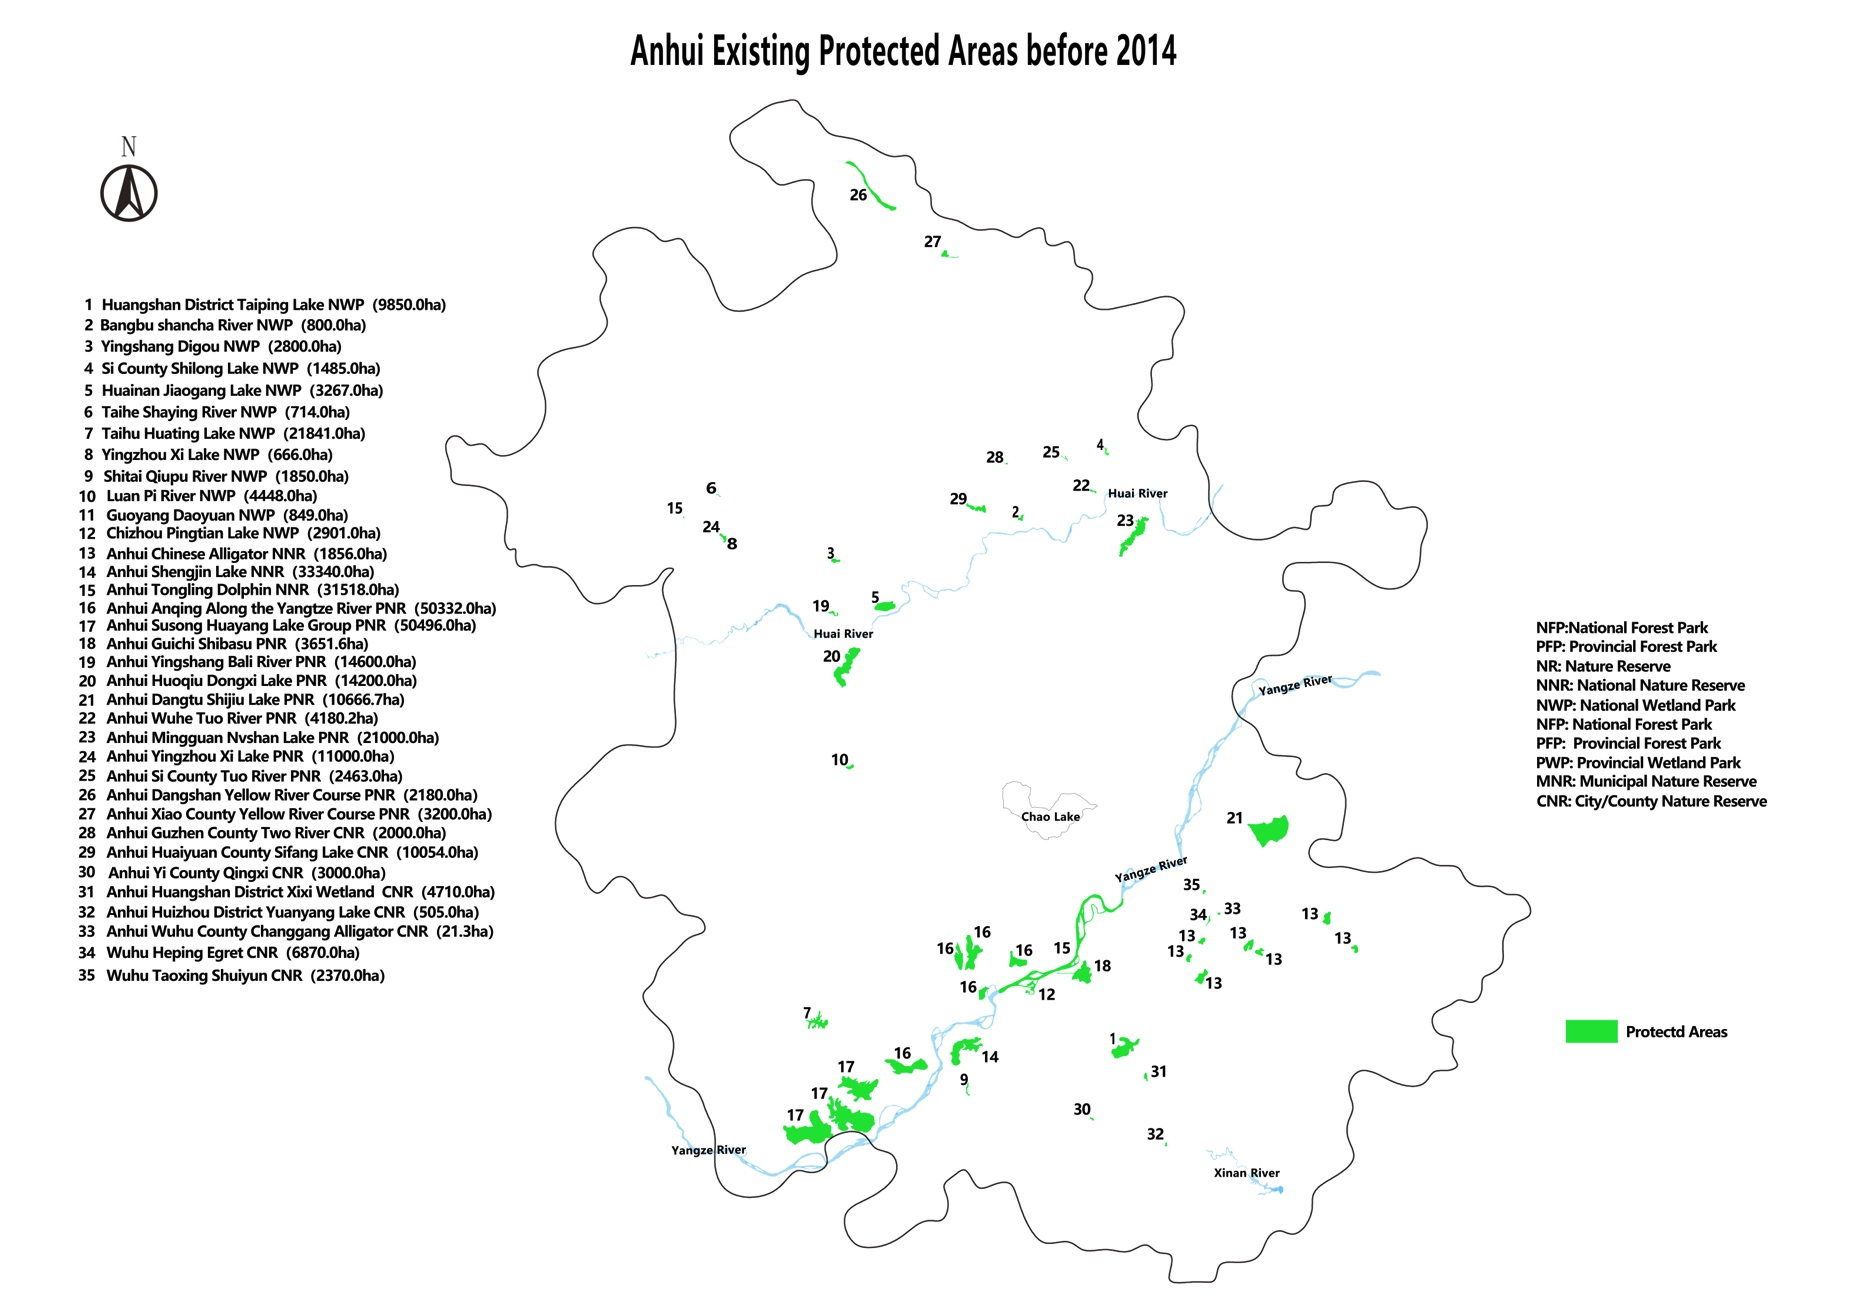 Anhui Existing Protected Areas before 2014
N
1 Huangshan District Taiping Lake NWP (9850.0ha)
2 Bangbu shancha River NWP (800.0ha)
3 Yingshang Digou NWP (2800.0ha)
4 Si County Shilong Lake NWP (1485.0ha)
5 Huainan Jiaogang Lake NWP (3267.0ha)
6 Taihe Shaying River NWP (714.0ha)
7 Taihu Huating Lake NWP (21841.0ha)
8 Yingzhou Xi Lake NWP (666.0ha)
9 Shitai Qiupu River NWP (1850.0ha)
10 Luan Pi River NWP (4448.0ha)
11 Guoyang Daoyuan NWP (849.0ha)
12 Chizhou Pingtian Lake NWP (2901.0ha)
13 Anhui Chinese Alligator NNR (1856.0ha)
14 Anhui Shengjin Lake NNR (33340.0ha)
15 Anhui Tongling Dolphin NNR (31518.0ha)
16 Anhui Anqing Along the Yangtze River PNR (50332.0ha)
17 Anhui Susong Huayang Lake Group PNR (50496.0ha)
18 Anhui Guichi Shibasu PNR (3651.6ha)
19 Anhui Yingshang Bali River PNR (14600.0ha)
20 Anhui Huoqiu Dongxi Lake PNR (14200.0ha)
21 Anhui Dangtu Shijiu Lake PNR (10666.7ha)
22 Anhui Wuhe Tuo River PNR (4180.2ha)
23 Anhui Mingguan Nvshan Lake PNR (21000.0ha)
24 Anhui Yingzhou Xi Lake PNR (11000.0ha)
25 Anhui Si County Tuo River PNR (2463.0ha)
26 Anhui Dangshan Yellow River Course PNR (2180.0ha)
27 Anhui Xiao County Yellow River Course PNR (3200.0ha)
28 Anhui Guzhen County Two River CNR (2000.0ha)
29 Anhui Huaiyuan County Sifang Lake CNR (10054.0ha)
30 Anhui Yi County Qingxi CNR (3000.0ha)
31 Anhui Huangshan District Xixi Wetland CNR (4710.0ha)
32 Anhui Huizhou District Yuanyang Lake CNR (505.0ha)
33 Anhui Wuhu County Changgang Alligator CNR (21.3ha)
34 Wuhu Heping Egret CNR (6870.0ha)
35 Wuhu Taoxing Shuiyun CNR (2370.0ha)
26
27
4
25
28
6
22
Huai River
29
15
2
23
24
8
3
5
19
Huai River
20
Yangze River
10
Chao Lake
21
Yangze River
35
33
34
13
13
16
13
13
16
16
15
13
13
18
13
16
12
7
1
16
14
17
31
9
17
30
17
32
Yangze River
Xinan River
NFP:National Forest Park
PFP: Provincial Forest Park
NR: Nature Reserve
NNR: National Nature Reserve
NWP: National Wetland Park
NFP: National Forest Park
PFP: Provincial Forest Park
PWP: Provincial Wetland Park
MNR: Municipal Nature Reserve
CNR: City/County Nature Reserve
Protectd Areas